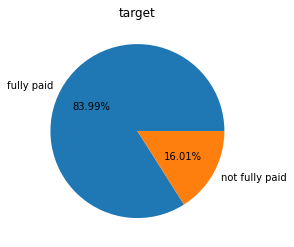 target
fully paid
83.99%
16.01%
not fully paid